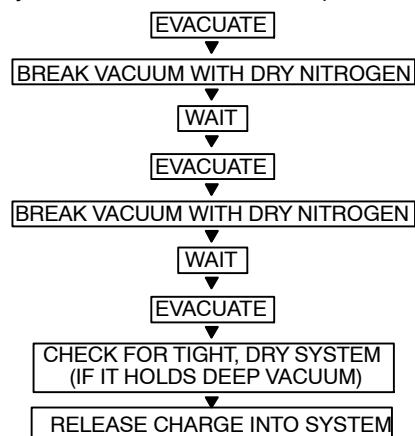 EVACUATE
BREAK VACUUM WITH DRY NITROGEN
WAIT
EVACUATE
BREAK VACUUM WITH DRY NITROGEN
WAIT
EVACUATE
CHECK FOR TIGHT, DRY SYSTEM
(IF IT HOLDS DEEP VACUUM)
RELEASE CHARGE INTO SYSTEM